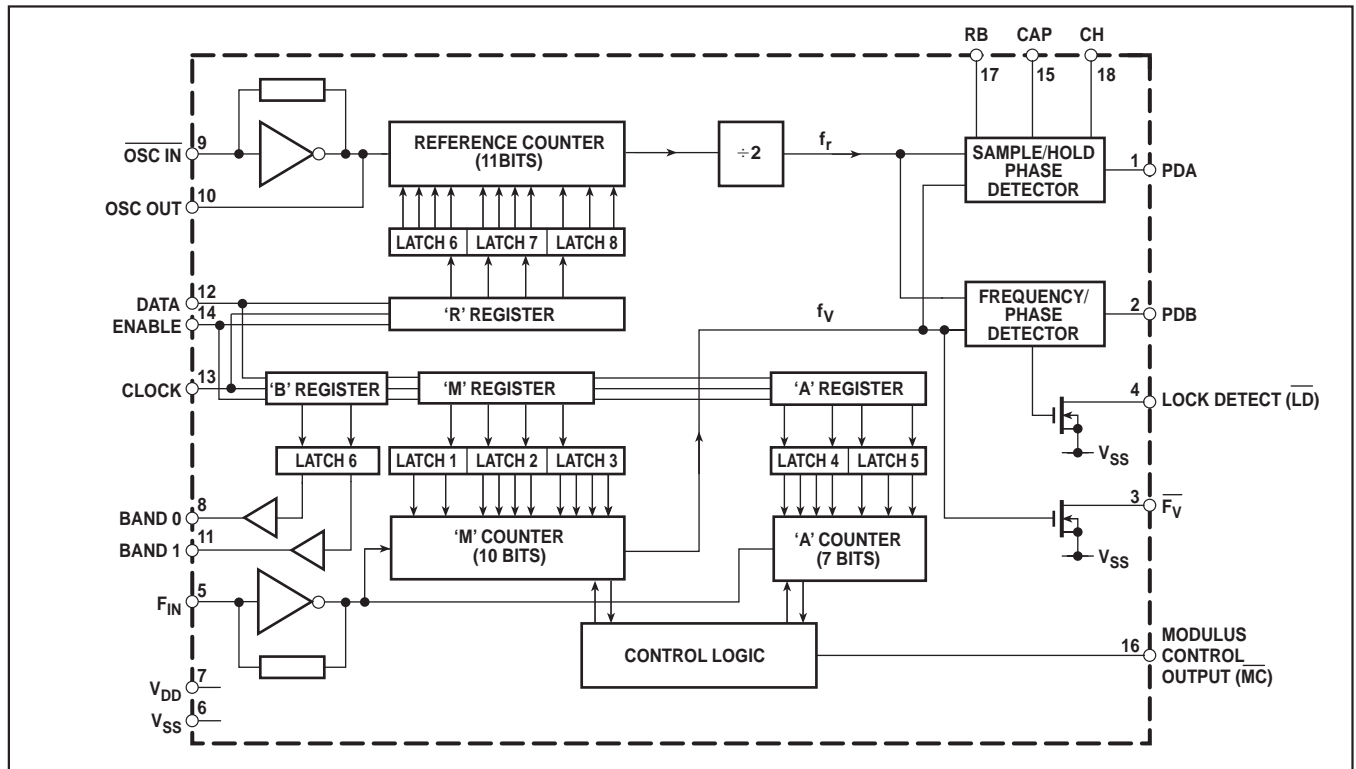 RB CAP CH
17 15 18
9
OSC IN
10
OSC OUT
REFERENCE COUNTER
(11BITS)
÷2
fr
SAMPLE/HOLD
PHASE
DETECTOR
1
PDA
LATCH 6 LATCH 7 LATCH 8
12
DATA
14
ENABLE
'R' REGISTER
fV
FREQUENCY/
PHASE
DETECTOR
2
PDB
13
CLOCK
'B' REGISTER 'M' REGISTER 'A' REGISTER
4
LOCK DETECT (LD)
VSS
LATCH 6 LATCH 1 LATCH 2 LATCH 3 LATCH 4 LATCH 5
8
BAND 0
11
BAND 1
'M' COUNTER
(10 BITS)
'A' COUNTER
(7 BITS)
3
FV
VSS
5
FIN
CONTROL LOGIC
16
MODULUS
CONTROL
OUTPUT (MC)
7
VDD
6
VSS